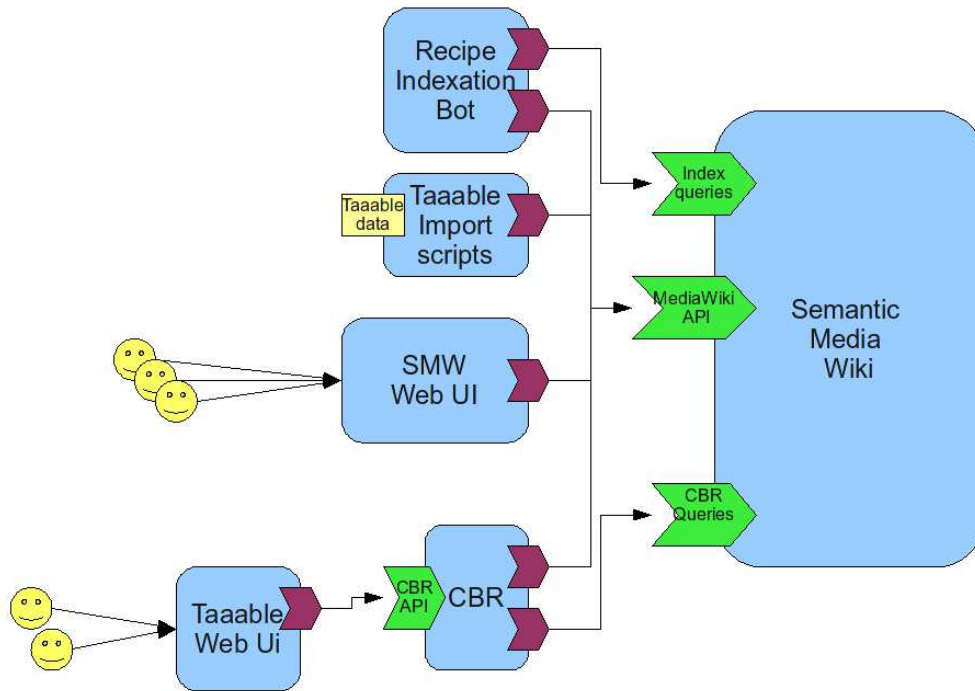 Recipe
Indexation
Bot
Taaable
data
Taaable
Import
scripts
Index
queries
MediaWiki
API
Semantic
Media
Wiki
SMW
Web UI
CBR
Queries
CBR
API
CBR
Taaable
Web Ui